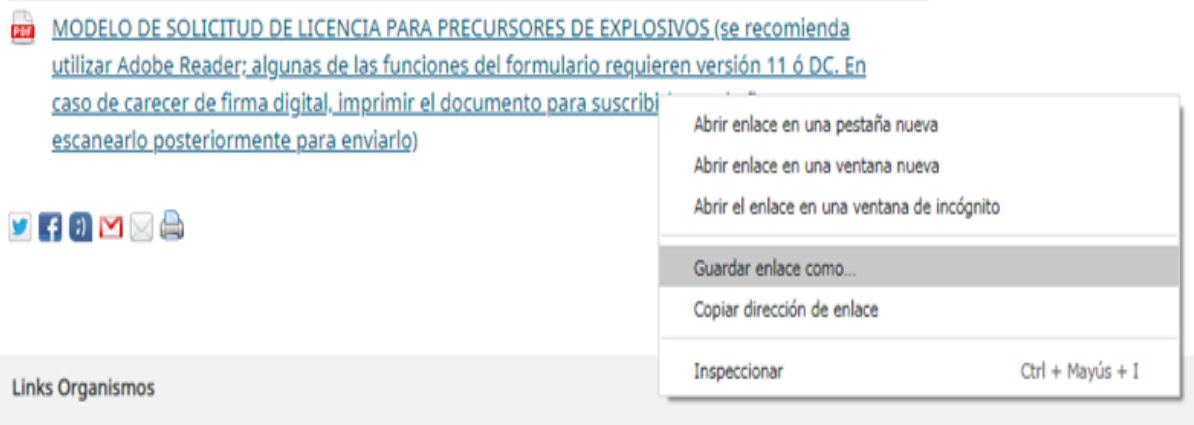 PDF
MODELO DE SOLICITUD DE LICENCIA PARA PRECURSORES DE EXPLOSIVOS (se recomienda
utilizar Adobe Reader; algunas de las funciones del formulario requieren versión 11 ó DC. En
caso de carecer de firma digital, imprimir el documento para
escanearlo posteriormente para enviarlo)
Abrir enlace en una pestaña nueva
Abrir enlace en una ventana nueva
Abrir el enlace en una ventana de incógnito
Guardar enlace como...
Copiar dirección de enlace
Inspeccionar Ctrl + Mayús + I
Links Organismos